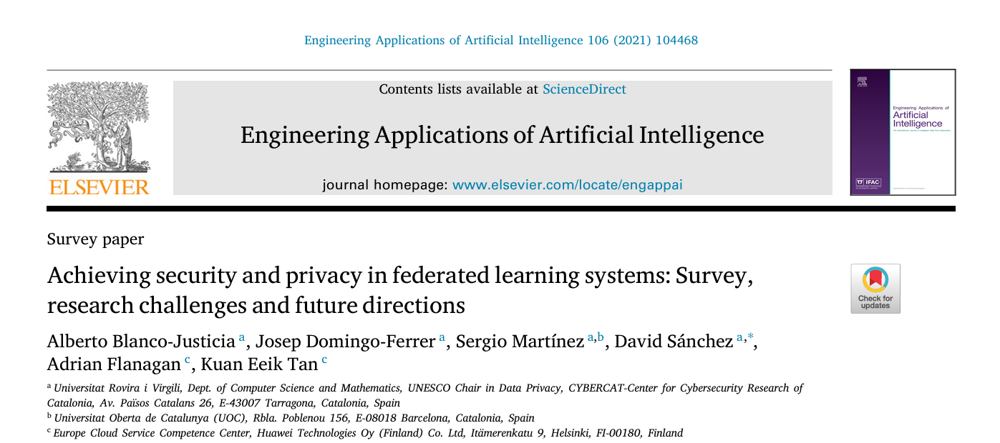 Engineering Applications of Artificial Intelligence 106 (2021) 104468
Contents lists available at ScienceDirect
Engineering Applications of Artificial Intelligence
journal homepage: www.elsevier.com/locate/engappai
NON SOLUS
ELSEVIER
Engineering Applications of
Artificial
Intelligence
IFAC
Survey paper
Achieving security and privacy in federated learning systems: Survey,
research challenges and future directions
Check for
updates
Alberto Blanco-Justicia a, Josep Domingo-Ferrer a, Sergio Martínez a,b, David Sánchez a,*,
Adrian Flanagan c, Kuan Eeik Tan c
a Universitat Rovira i Virgili, Dept. of Computer Science and Mathematics, UNESCO Chair in Data Privacy, CYBERCAT-Center for Cybersecurity Research of
Catalonia, Av. Països Catalans 26, E-43007 Tarragona, Catalonia, Spain
b Universitat Oberta de Catalunya (UOC), Rbla. Poblenou 156, E-08018 Barcelona, Catalonia, Spain
c Europe Cloud Service Competence Center, Huawei Technologies Oy (Finland) Co. Ltd, Itämerenkatu 9, Helsinki, FI-00180, Finland